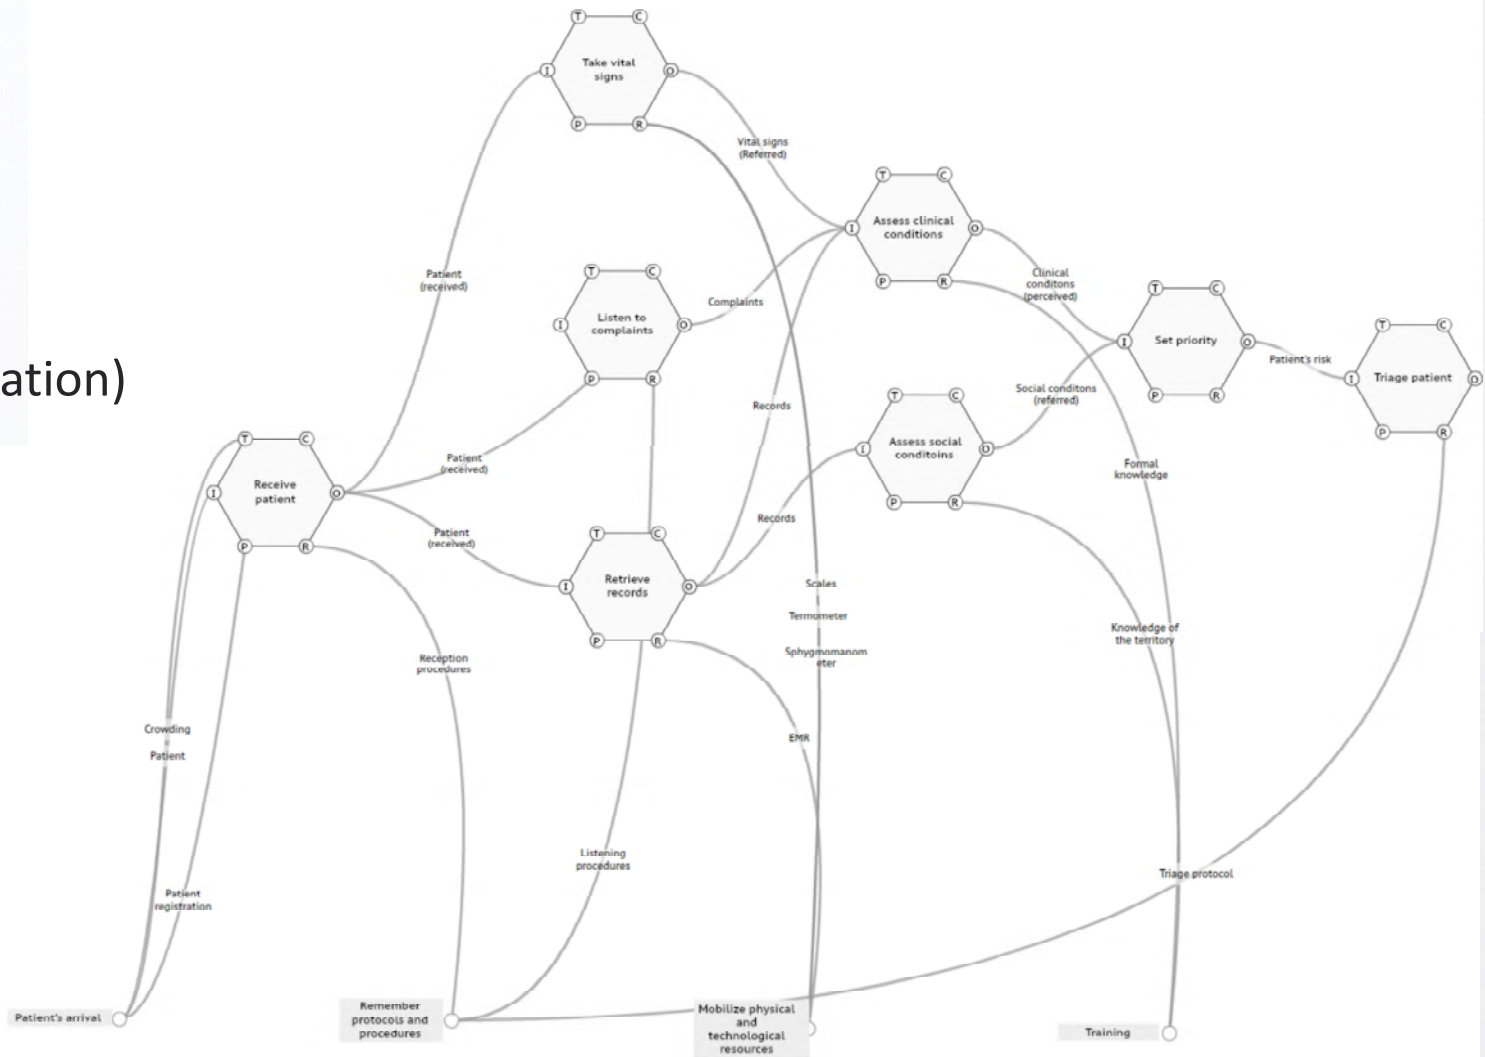 T C
Take vital
signs
I O
P R
Vital signs
(Referred)
T C
Assess clinical
conditions
I O
P R
Patient
(received)
T C
Listen to
complaints
I O
P R
Complaints
Clinical
conditons
(perceived)
T C
Set priority
I O
P R
Patient's risk
T C
Triage patient
I O
P R
ation)
Records
Social conditons
(referred)
T C
Assess social
conditoins
I O
P R
T C
Receive
patient
I O
P R
Patient
(received)
Formal
knowledge
Patient
(received)
Records
T C
Retrieve
records
I O
P R
Scales
Termometer
Sphygmomanom
eter
Knowledge of
the territory
Reception
procedures
Crowding
Patient
EMR
Listening
procedures
Triage protocol
Patient
registration
Patient's arrival
Remember
protocols and
procedures
Mobilize physical
and
technological
resources
Training